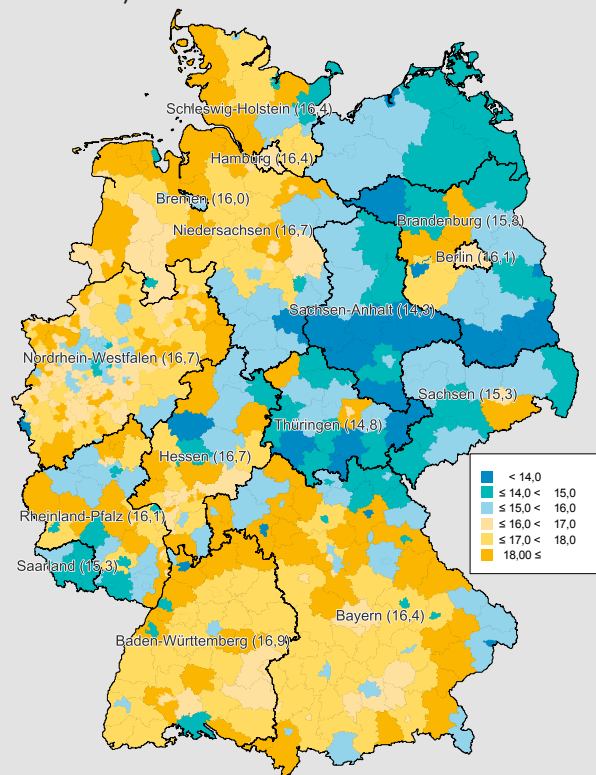 Schleswig-Holstein (16,4)
Hamburg (16,4)
Bremen (16,0)
Niedersachsen (16,7)
Brandenburg (15,3)
Berlin (16,1)
Sachsen-Anhalt (14,3)
Nordrhein-Westfalen (16,7)
Sachsen (15,3)
Thüringen (14,8)
Hessen (16,7)
Rheinland-Pfalz (16,1)
Saarland (15,3)
Bayern (16,4)
Baden-Württemberg (16,9)
< 14,0
≤ 14,0 < 15,0
≤ 15,0 < 16,0
≤ 16,0 < 17,0
≤ 17,0 < 18,0
18,00 ≤